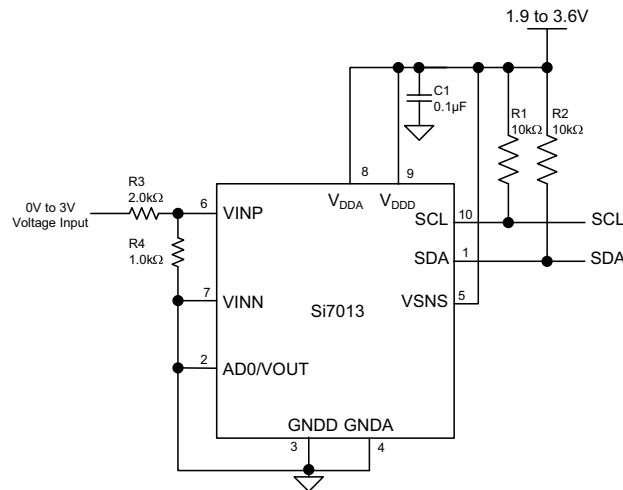 1.9 to 3.6V
C1
0.1µF
R1
10kΩ
R2
10kΩ
8
9
R3
2.0kΩ
0V to 3V
Voltage Input
6
VINP
VDDA
VDDD
SCL
10
SCL
R4
1.0kΩ
SDA
1
SDA
7
VINN
Si7013
VSNS
5
2
AD0/VOUT
GNDD GNDA
3
4